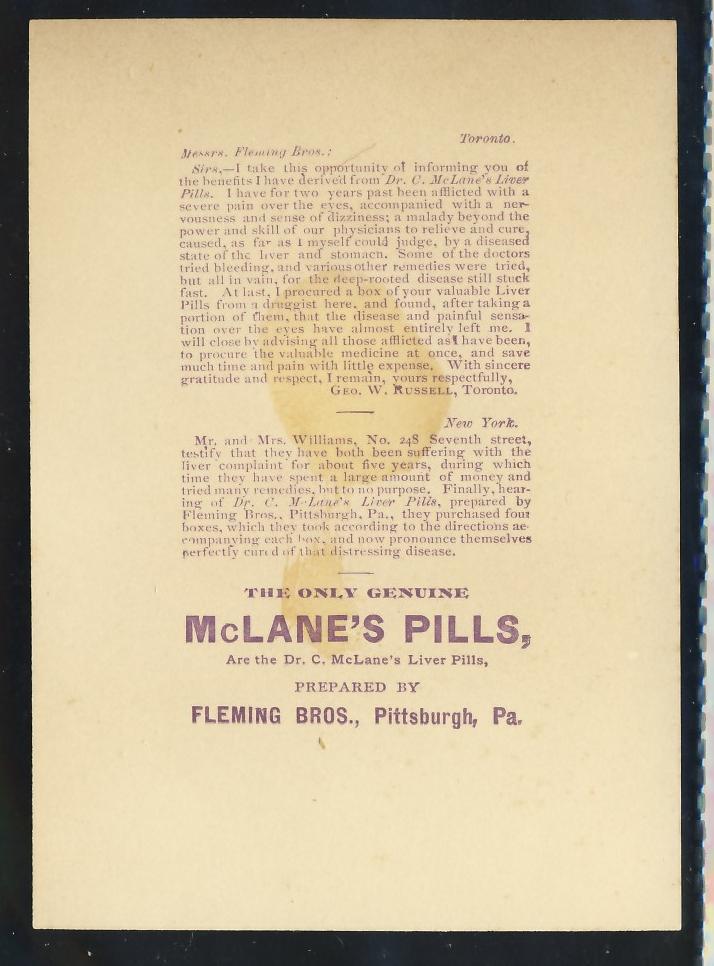 Toronto.
Messrs. Fleming Bros.:
Sirs,—I take this opportunity of informing you of
the benefits I have derived from Dr. C. McLane's Liver
Pills. I have for two years past been afflicted with a
severe pain over the eyes, accompanied with a ner-
vousness and sense of dizziness; a malady beyond the
power and skill of our physicians to relieve and cure,
caused, as far as I myself could judge, by a diseased
state of the liver and stomach. Some of the doctors
tried bleeding, and various other remedies were tried,
but all in vain, for the deep-rooted disease still stuck
fast. At last, I procured a box of your valuable Liver
Pills from a druggist here, and found, after taking a
portion of them, that the disease and painful sensa-
tion over the eyes have almost entirely left me. I
will close by advising all those afflicted as I have been,
to procure the valuable medicine at once, and save
much time and pain with little expense. With sincere
gratitude and respect, I remain, yours respectfully,
GEO. W. RUSSELL, Toronto.
New York.
Mr. and Mrs. Williams, No. 248 Seventh street,
testify that they have both been suffering with the
liver complaint for about five years, during which
time they have spent a large amount of money and
tried many remedies, but to no purpose. Finally, hear-
ing of Dr. C. McLane's Liver Pills, prepared by
Fleming Bros., Pittsburgh, Pa., they purchased four
boxes, which they took according to the directions ac-
companying each box, and now pronounce themselves
perfectly cured of that distressing disease.
THE ONLY GENUINE
McLANE'S PILLS,
Are the Dr. C. McLane's Liver Pills,
PREPARED BY
FLEMING BROS., Pittsburgh, Pa.